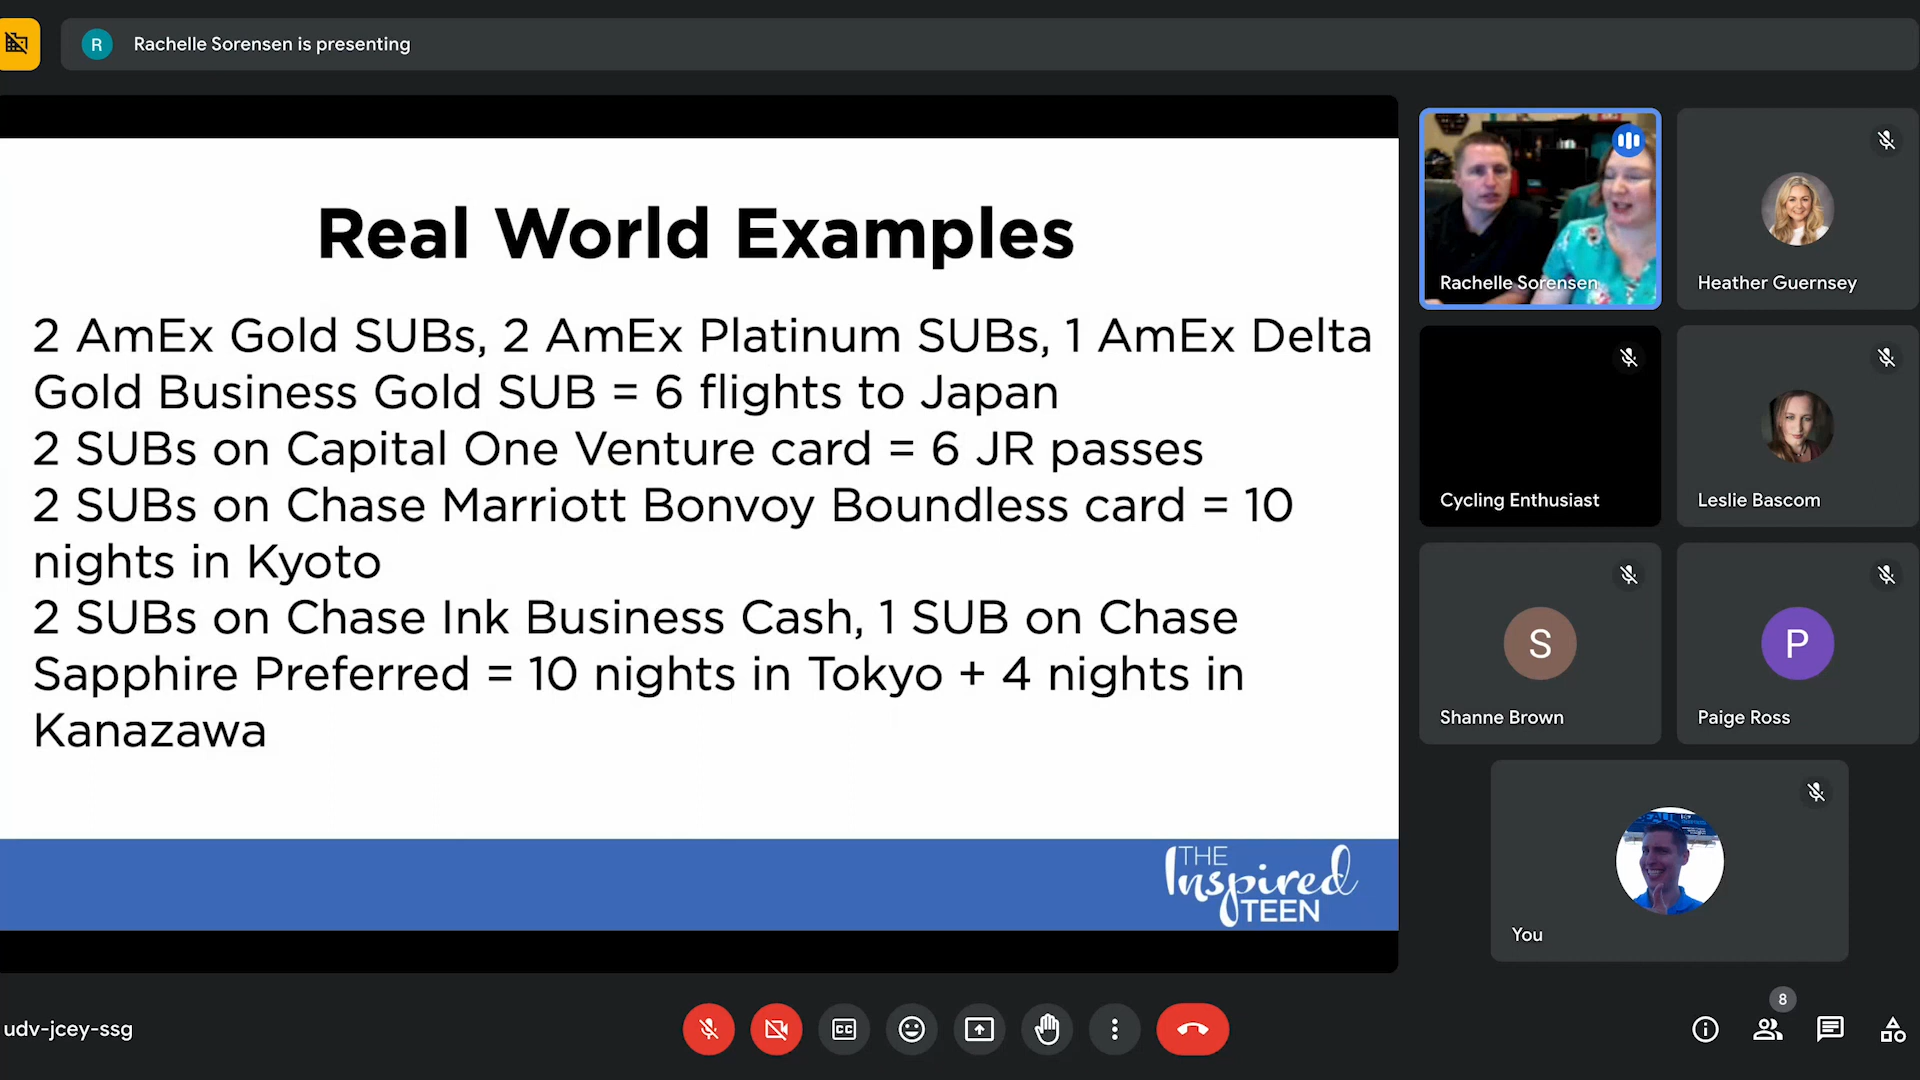 R
Rachelle Sorensen is presenting
Real World Examples
2 AmEx Gold SUBs, 2 AmEx Platinum SUBs, 1 AmEx Delta
Gold Business Gold SUB = 6 flights to Japan
2 SUBs on Capital One Venture card = 6 JR passes
2 SUBs on Chase Marriott Bonvoy Boundless card = 10
nights in Kyoto
2 SUBs on Chase Ink Business Cash, 1 SUB on Chase
Sapphire Preferred = 10 nights in Tokyo + 4 nights in
Kanazawa
THE
Inspired
TEEN
Rachelle Sorensen
Heather Guernsey
Cycling Enthusiast
Leslie Bascom
S
Shanne Brown
P
Paige Ross
You
udv-jcey-ssg
CC
8